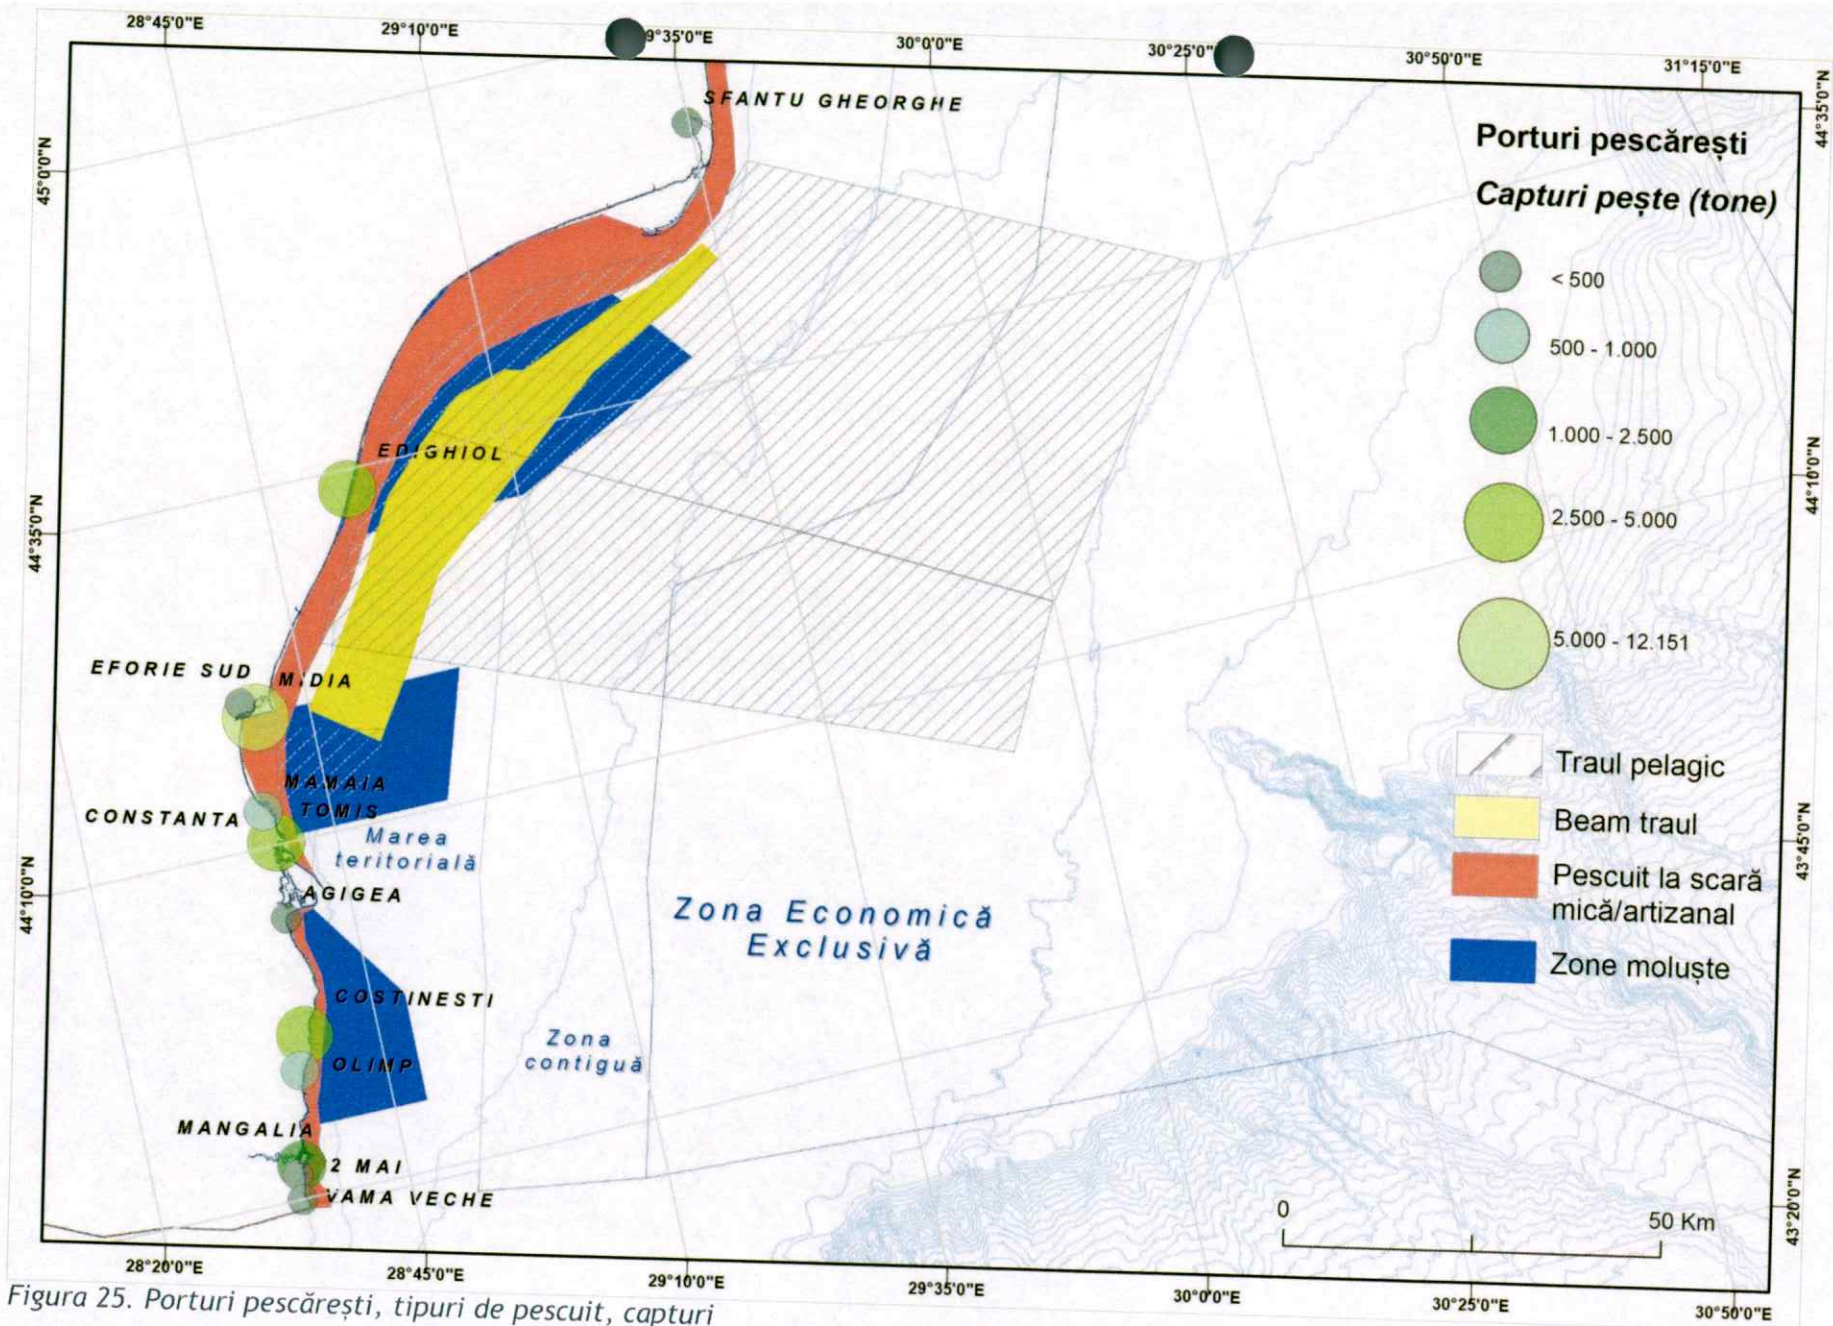 28°45'0"E
29°10'0"E
9°35'0"E
30°0'0"E
30°25'0"E
30°50'0"E
31°15'0"E
45°0'0"N
44°35'0"N
44°10'0"N
44°35'0"N
44°10'0"N
43°45'0"N
43°20'0"N
SFANTU GHEORGHE
EDIGHIOL
EFORIE SUD
MIDIA
MAMAIA
CONSTANTA
TOMIS
Marea
teritorială
AGIGEA
Zona Economică
Exclusivă
COSTINESTI
Zona
contiguă
OLIMP
MANGALIA
2 MAI
VAMA VECHE
Porturi pescărești
Capturi pește (tone)
< 500
500 - 1.000
1.000 - 2.500
2.500 - 5.000
5.000 - 12.151
Traul pelagic
Beam traul
Pescuit la scară
mică/artizanal
Zone moluște
0
50 Km
28°20'0"E
28°45'0"E
29°10'0"E
29°35'0"E
30°0'0"E
30°25'0"E
30°50'0"E
Figura 25. Porturi pescărești, tipuri de pescuit, capturi